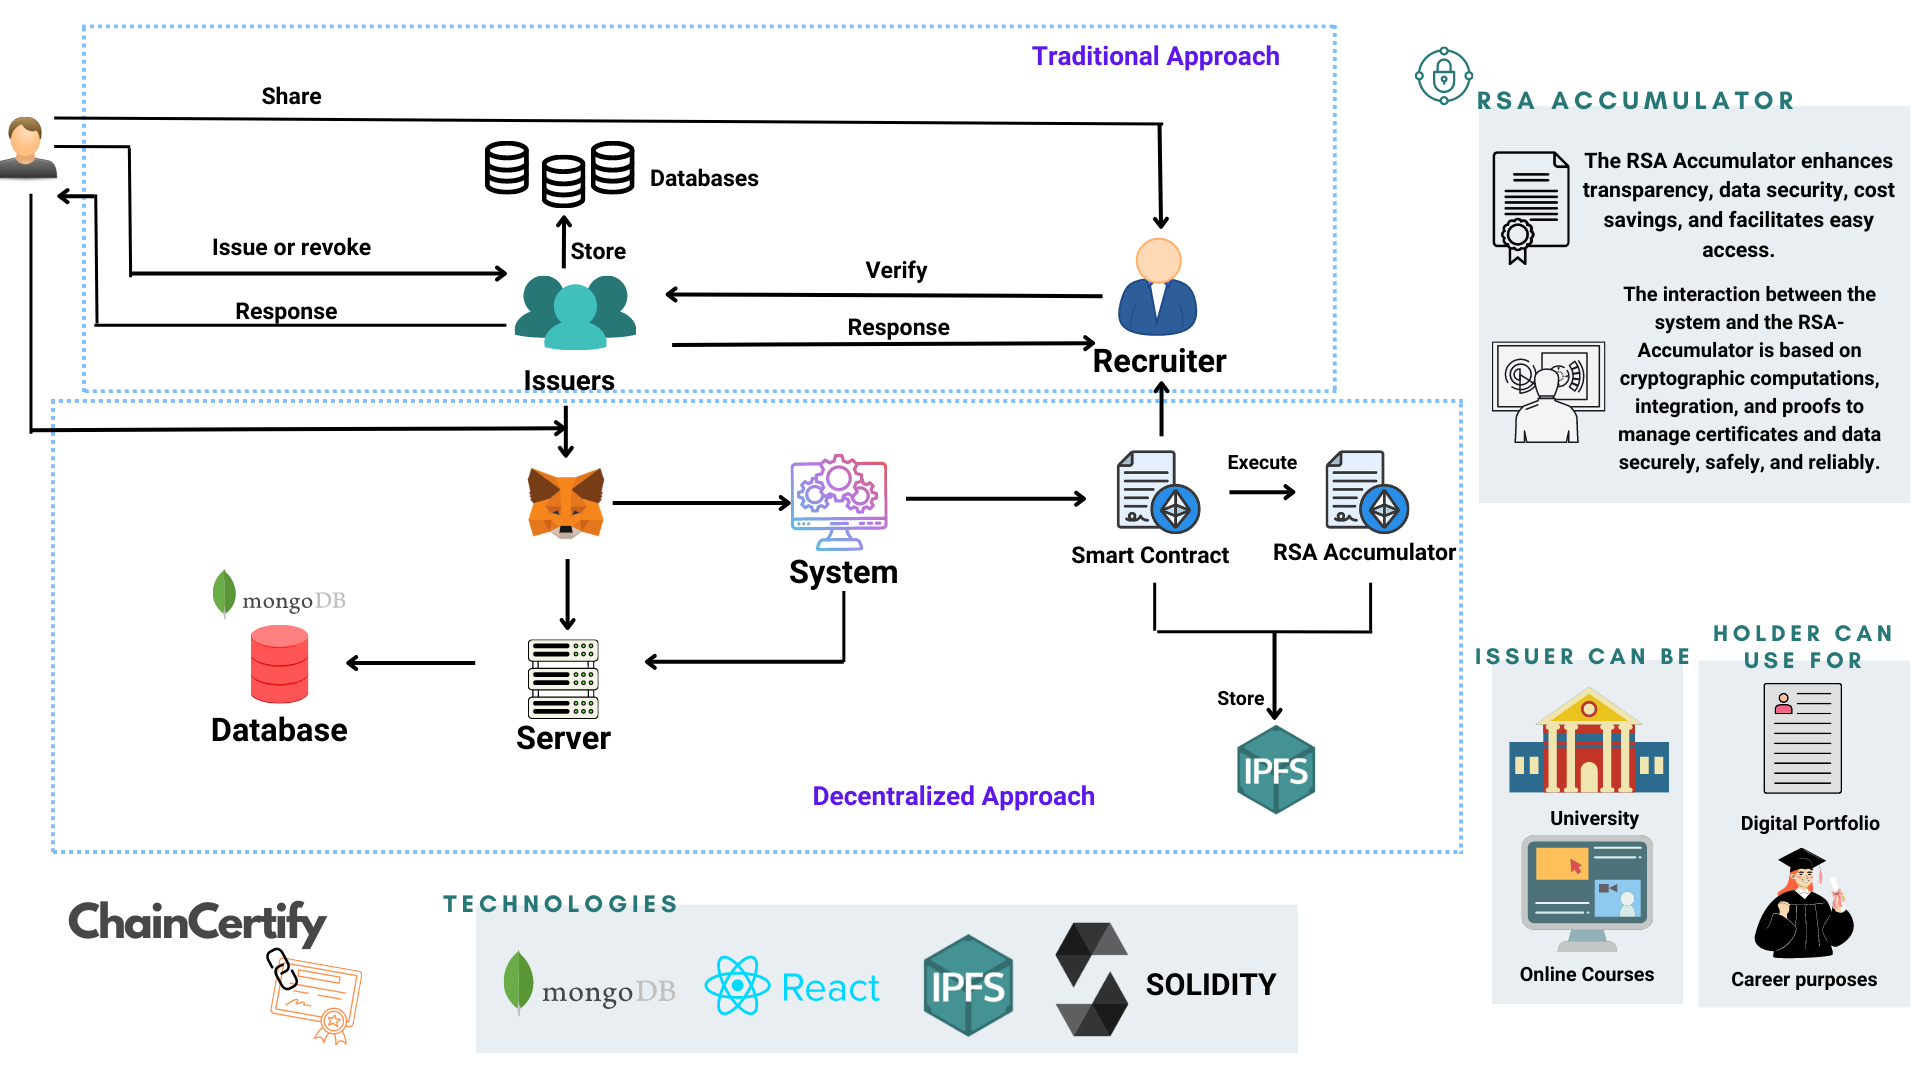 Traditional Approach
Share
Databases
Issue or revoke
Store
Verify
Response
Response
Recruiter
Issuers
Execute
Smart Contract
RSA Accumulator
System
mongoDB
Database
Server
Store
IPFS
Decentralized Approach
RSA ACCUMULATOR
The RSA Accumulator enhances
transparency, data security, cost
savings, and facilitates easy
access.
The interaction between the
system and the RSA-
Accumulator is based on
cryptographic computations,
integration, and proofs to
manage certificates and data
securely, safely, and reliably.
ISSUER CAN BE
University
Online Courses
HOLDER CAN
USE FOR
Digital Portfolio
Career purposes
ChainCertify
TECHNOLOGIES
mongoDB
React
IPFS
SOLIDITY